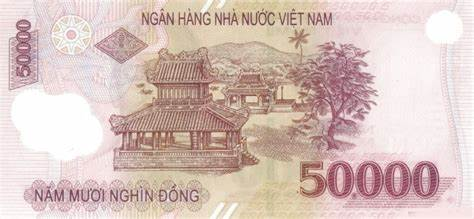 NGÂN HÀNG NHÀ NƯỚC VIỆT NAM
50000
50000
NĂM MƯƠI NGHÌN ĐỒNG